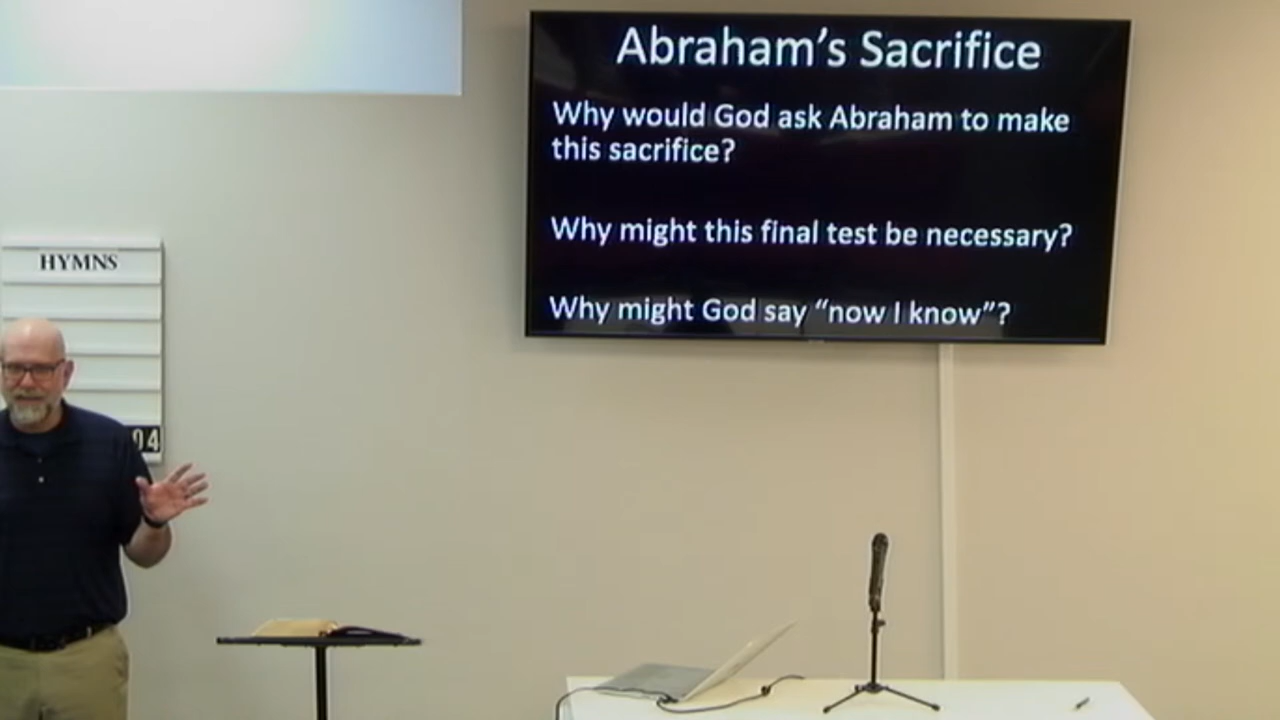 Abraham’s Sacrifice
Why would God ask Abraham to make
this sacrifice?
Why might this final test be necessary?
Why might God say “now I know”?
HYMNS
04